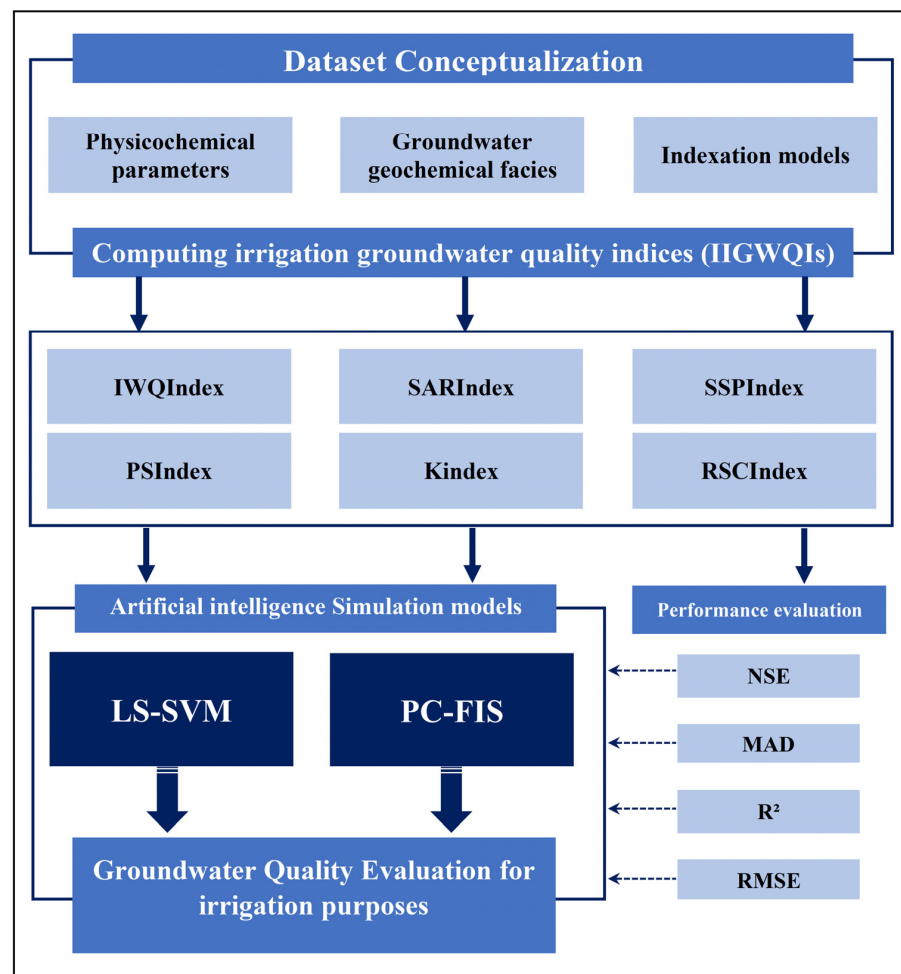 Dataset Conceptualization
Physicochemical
parameters
Groundwater
geochemical facies
Indexation models
Computing irrigation groundwater quality indices (IIGWQIs)
IWQIndex
SARIndex
SSPIndex
PSIndex
Kindex
RSCIndex
Artificial intelligence Simulation models
Performance evaluation
LS-SVM
PC-FIS
NSE
MAD
R²
RMSE
Groundwater Quality Evaluation for
irrigation purposes